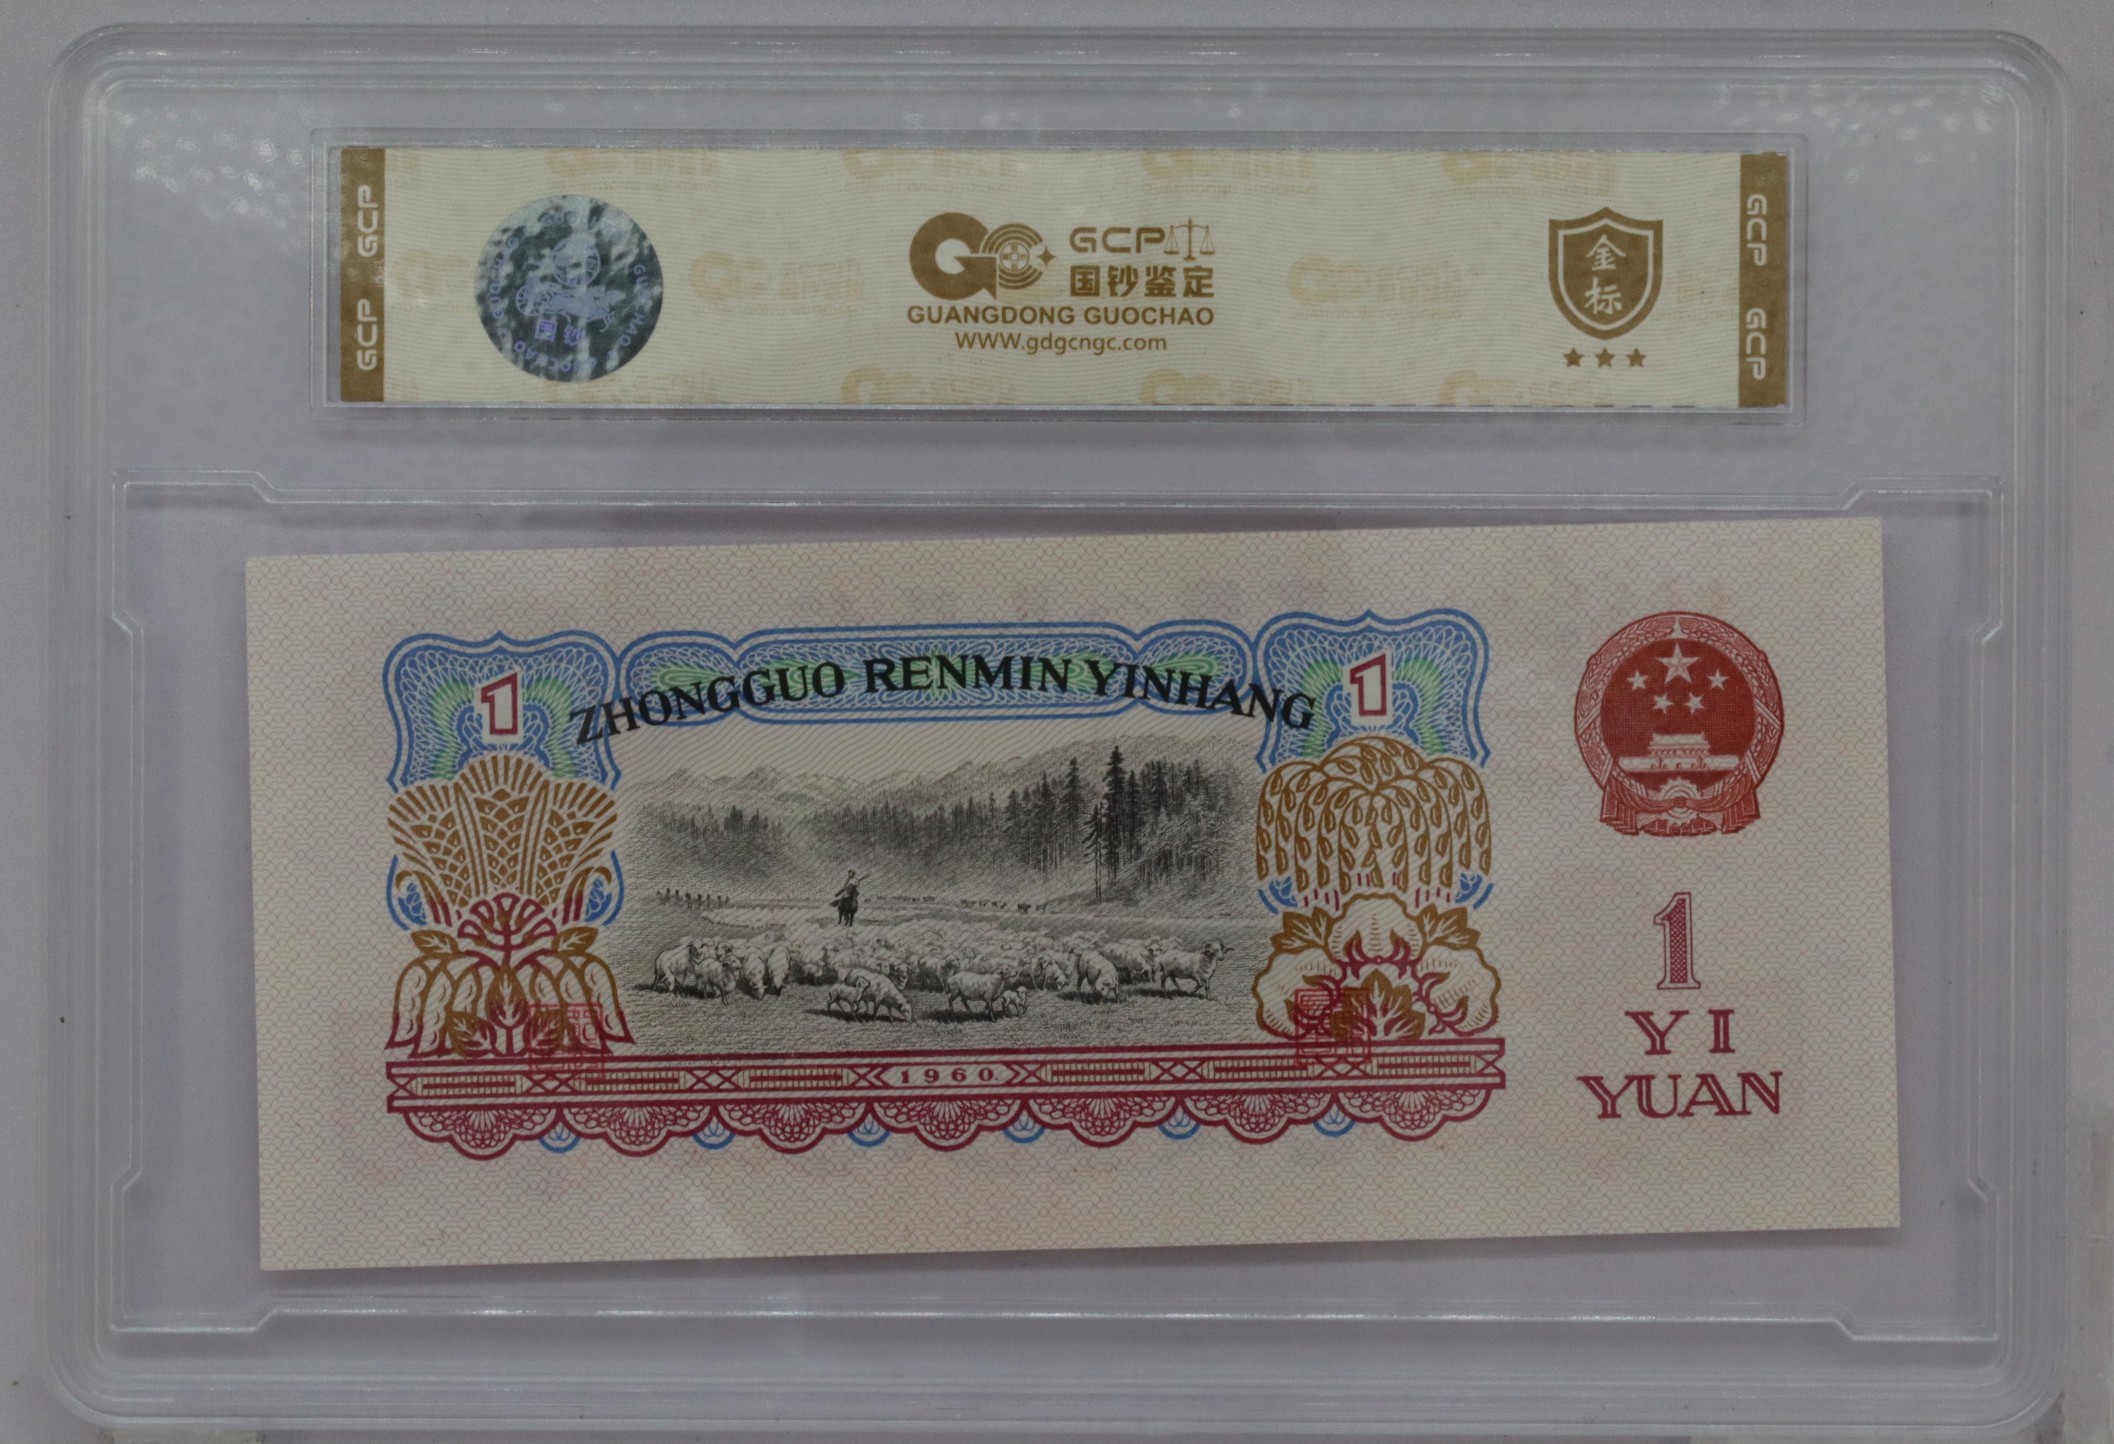 GCP GCP
GCP
国钞鉴定
GUANGDONG GUOCHAO
WWW.gdgcngc.com
金
标
GCP GCP
1
ZHONGGUO RENMIN YINHANG
1
1960
1
YI
YUAN